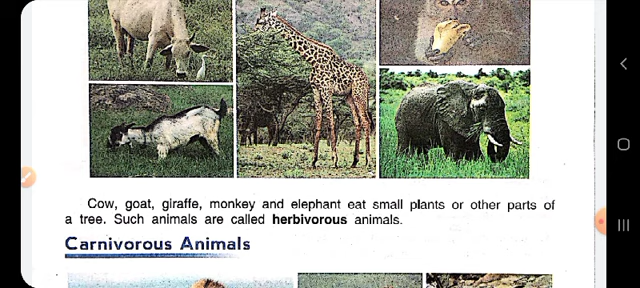 Cow, goat, giraffe, monkey and elephant eat small plants or other parts of
a tree. Such animals are called herbivorous animals.
Carnivorous Animals